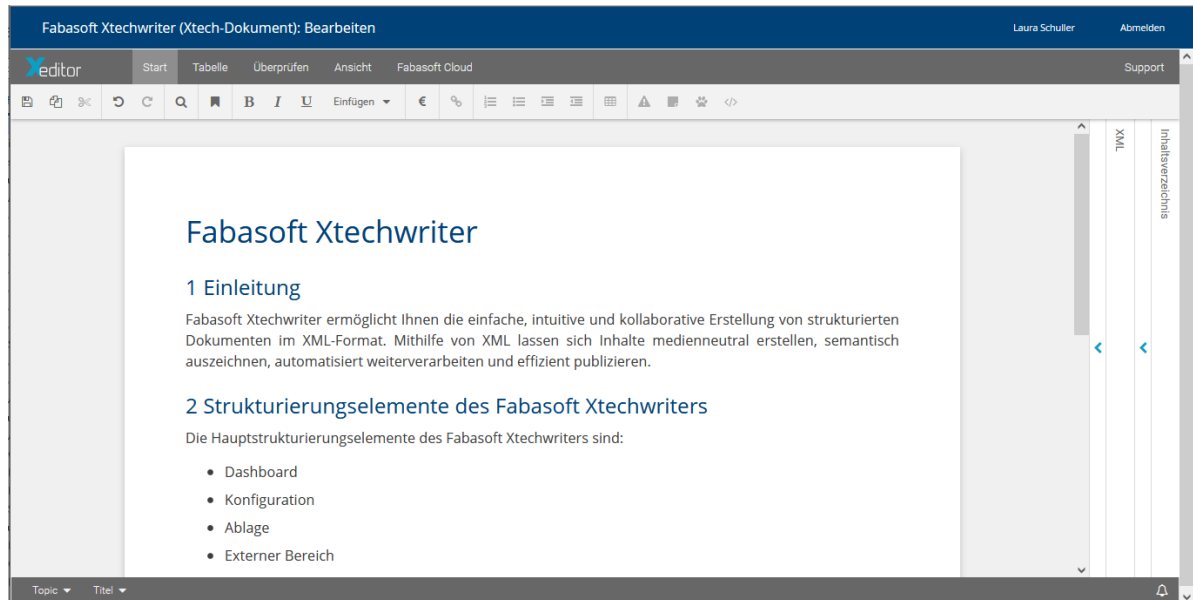 Fabasoft Xtechwriter (Xtech-Dokument): Bearbeiten
Laura Schuller
Abmelden
Xeditor
Start
Tabelle
Überprüfen
Ansicht
Fabasoft Cloud
Support
B I U
Einfügen
€
XML
Inhaltsverzeichnis
Fabasoft Xtechwriter
1 Einleitung
Fabasoft Xtechwriter ermöglicht Ihnen die einfache, intuitive und kollaborative Erstellung von strukturierten
Dokumenten im XML-Format. Mithilfe von XML lassen sich Inhalte medienneutral erstellen, semantisch
auszeichnen, automatisiert weiterverarbeiten und effizient publizieren.
2 Strukturierungselemente des Fabasoft Xtechwriters
Die Hauptstrukturierungselemente des Fabasoft Xtechwriters sind:
• Dashboard
• Konfiguration
• Ablage
• Externer Bereich
Topic
Titel